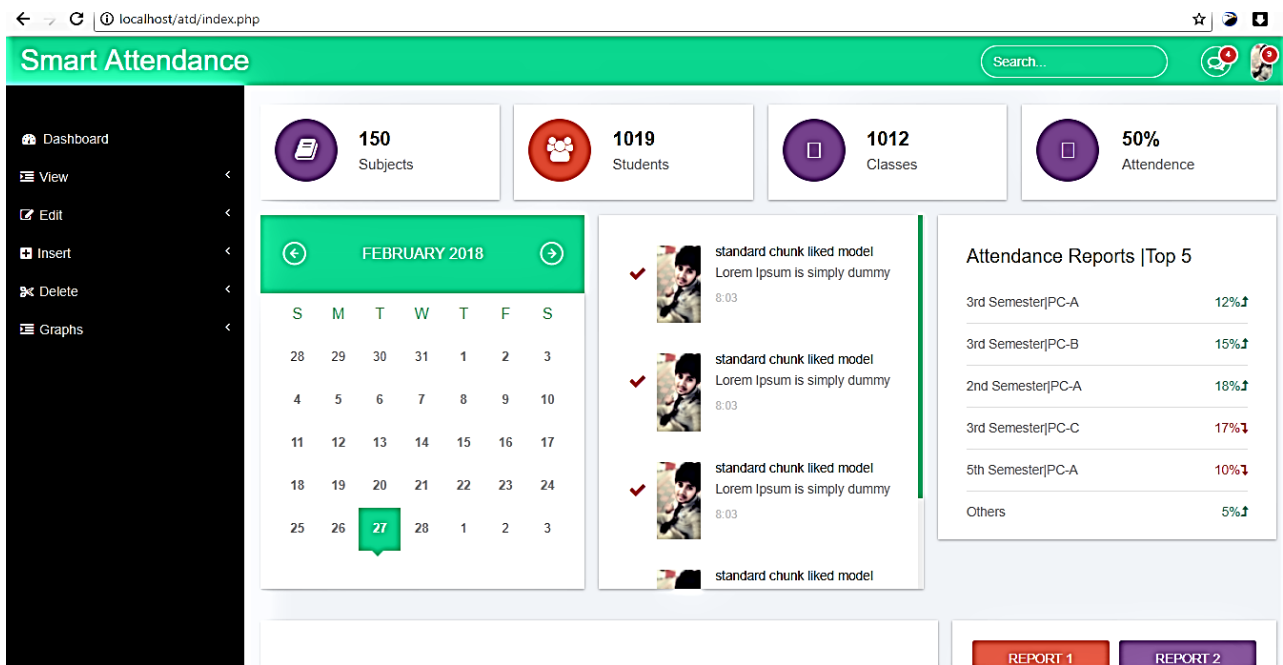 localhost/atd/index.php
Smart Attendance
Search...
4
9
Dashboard
View
Edit
Insert
Delete
Graphs
150
Subjects
1019
Students
1012
Classes
50%
Attendence
FEBRUARY 2018
S M T W T F S
28 29 30 31 1 2 3
4 5 6 7 8 9 10
11 12 13 14 15 16 17
18 19 20 21 22 23 24
25 26 27 28 1 2 3
standard chunk liked model
Lorem Ipsum is simply dummy
8:03
standard chunk liked model
Lorem Ipsum is simply dummy
8:03
standard chunk liked model
Lorem Ipsum is simply dummy
8:03
standard chunk liked model
Attendance Reports |Top 5
3rd Semester|PC-A 12%
3rd Semester|PC-B 15%
2nd Semester|PC-A 18%
3rd Semester|PC-C 17%
5th Semester|PC-A 10%
Others 5%
REPORT 1
REPORT 2